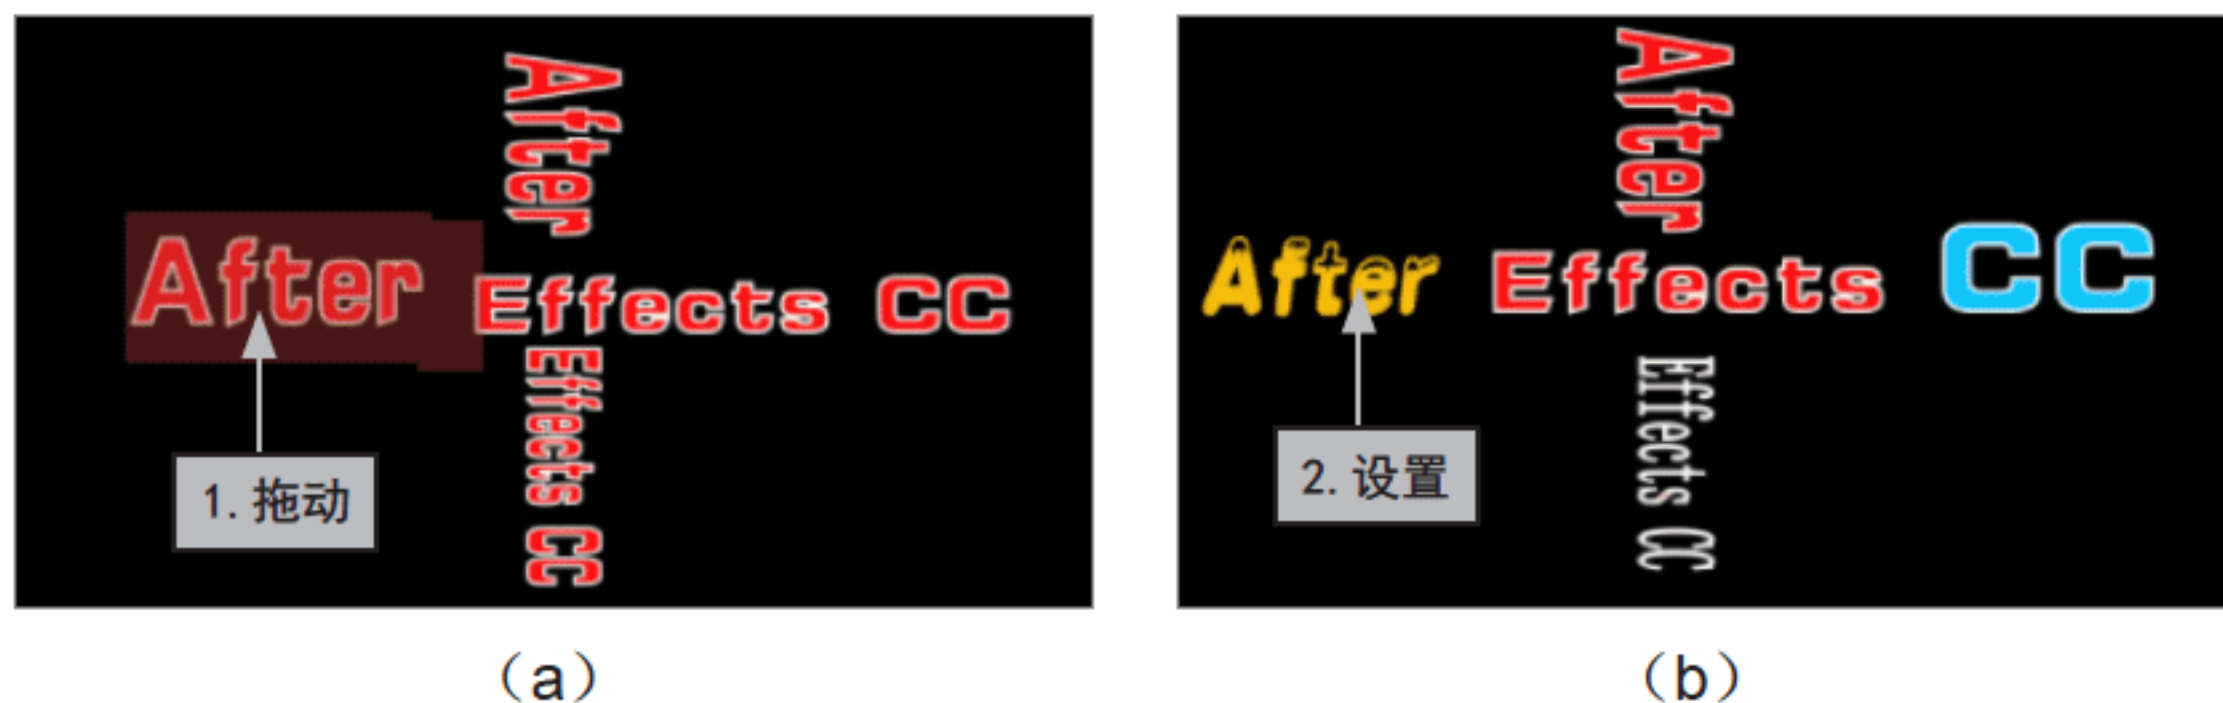 After
After Effects CC
Effects CC
1.拖动
(a)
After
After Effects CC
Effects CC
2.设置
(b)